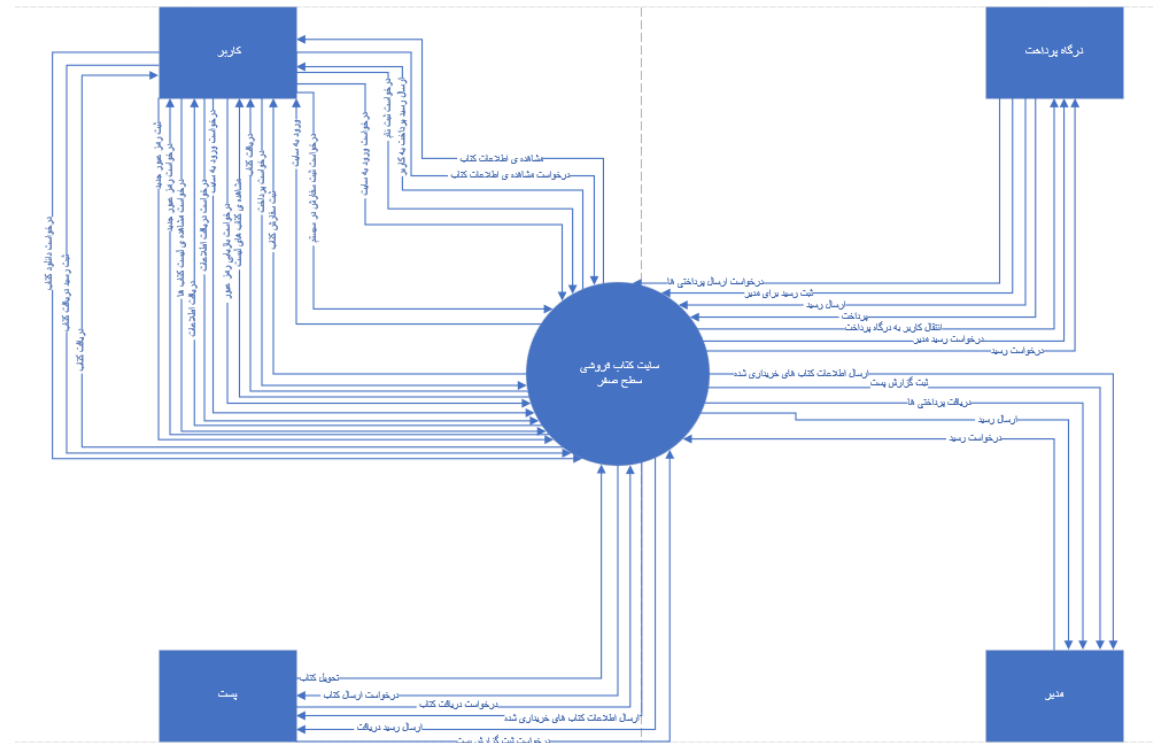 کاربر
درگاه پرداخت
مشاهده ی اطلاعات کتاب
درخواست مشاهده ی اطلاعات کتاب
ارسال رسید پرداخت به کاربر
درخواست ثبت نام
درخواست ورود به سایت
درخواست ثبت سفارش در سیستم
ورود به سایت
ثبت سفارش کتاب
درخواست پرداخت
دریافت کتاب
مشاهده ی کتاب های لیست
درخواست بازیابی رمز عبور
درخواست ورود به سایت
درخواست دریافت اطلاعات
دریافت اطلاعات
درخواست مشاهده ی لیست کتاب ها
درخواست رمز عبور جدید
ثبت رمز عبور جدید
دریافت کتاب
ثبت رسید دریافت کتاب
درخواست دانلود کتاب
درخواست ارسال پرداختی ها
ثبت رسید برای مدیر
ارسال رسید
پرداخت
انتقال کاربر به درگاه پرداخت
درخواست رسید مدیر
درخواست رسید
سایت کتاب فروشی
سطح صفر
ارسال اطلاعات کتاب های خریداری شده
ثبت گزارش پست
دریافت پرداختی ها
ارسال رسید
درخواست رسید
پست
مدیر
تحویل کتاب
درخواست ارسال کتاب
درخواست دریافت کتاب
ارسال اطلاعات کتاب های خریداری شده
ارسال رسید دریافت
درخواست ثبت گزارش پست